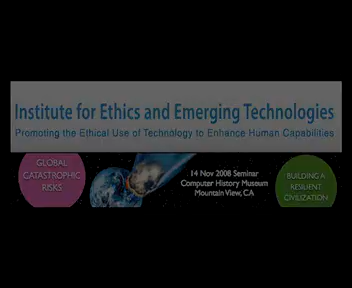 Institute for Ethics and Emerging Technologies
Promoting the Ethical Use of Technology to Enhance Human Capabilities
GLOBAL
CATASTROPHIC
RISKS
14 Nov 2008 Seminar
Computer History Museum
Mountain View, CA
BUILDING A
RESILIENT
CIVILIZATION